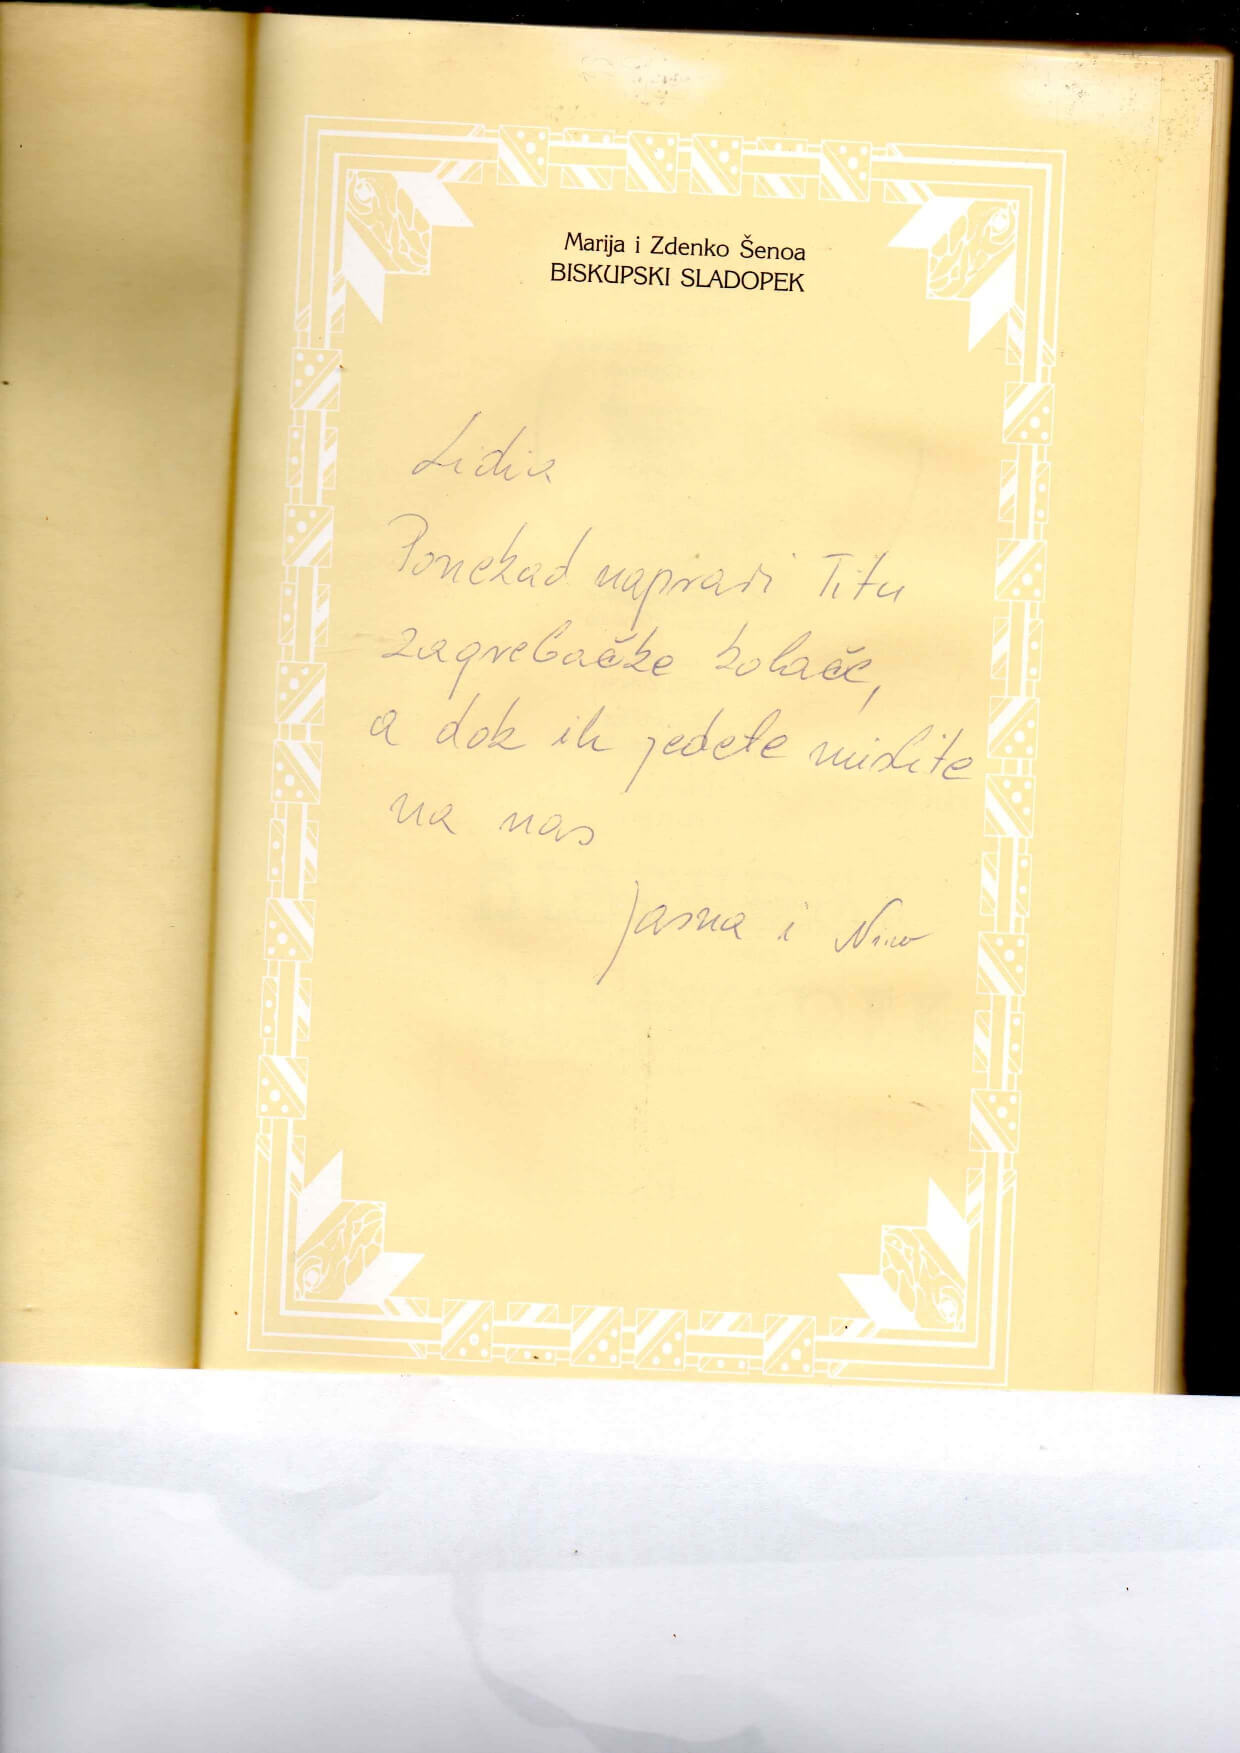 Marija i Zdenko Šenoa
BISKUPSKI SLADOPEK
Lidia
Ponekad napravi Titu
zagrebačke kolače,
a dok ih jedete mislite
na nas
Jasna i Nino